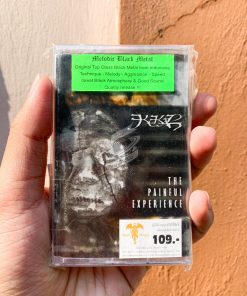 Melodic Black Metal
Original Top Class Black Metal from Indonesia
Technique - Melody - Aggression - Speed
Great Black Atmosphere & Good Sound
Quality release !!
THE
PAINFUL
EXPERIENCE
109.-